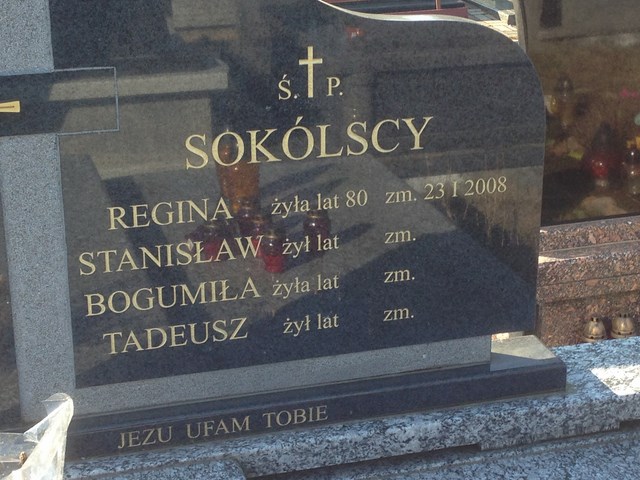 Ś. P.
SOKÓLSCY
REGINA żyła lat 80 zm. 23 I 2008
STANISŁAW żył lat zm.
BOGUMIŁA żyła lat zm.
TADEUSZ żył lat zm.
JEZU UFAM TOBIE